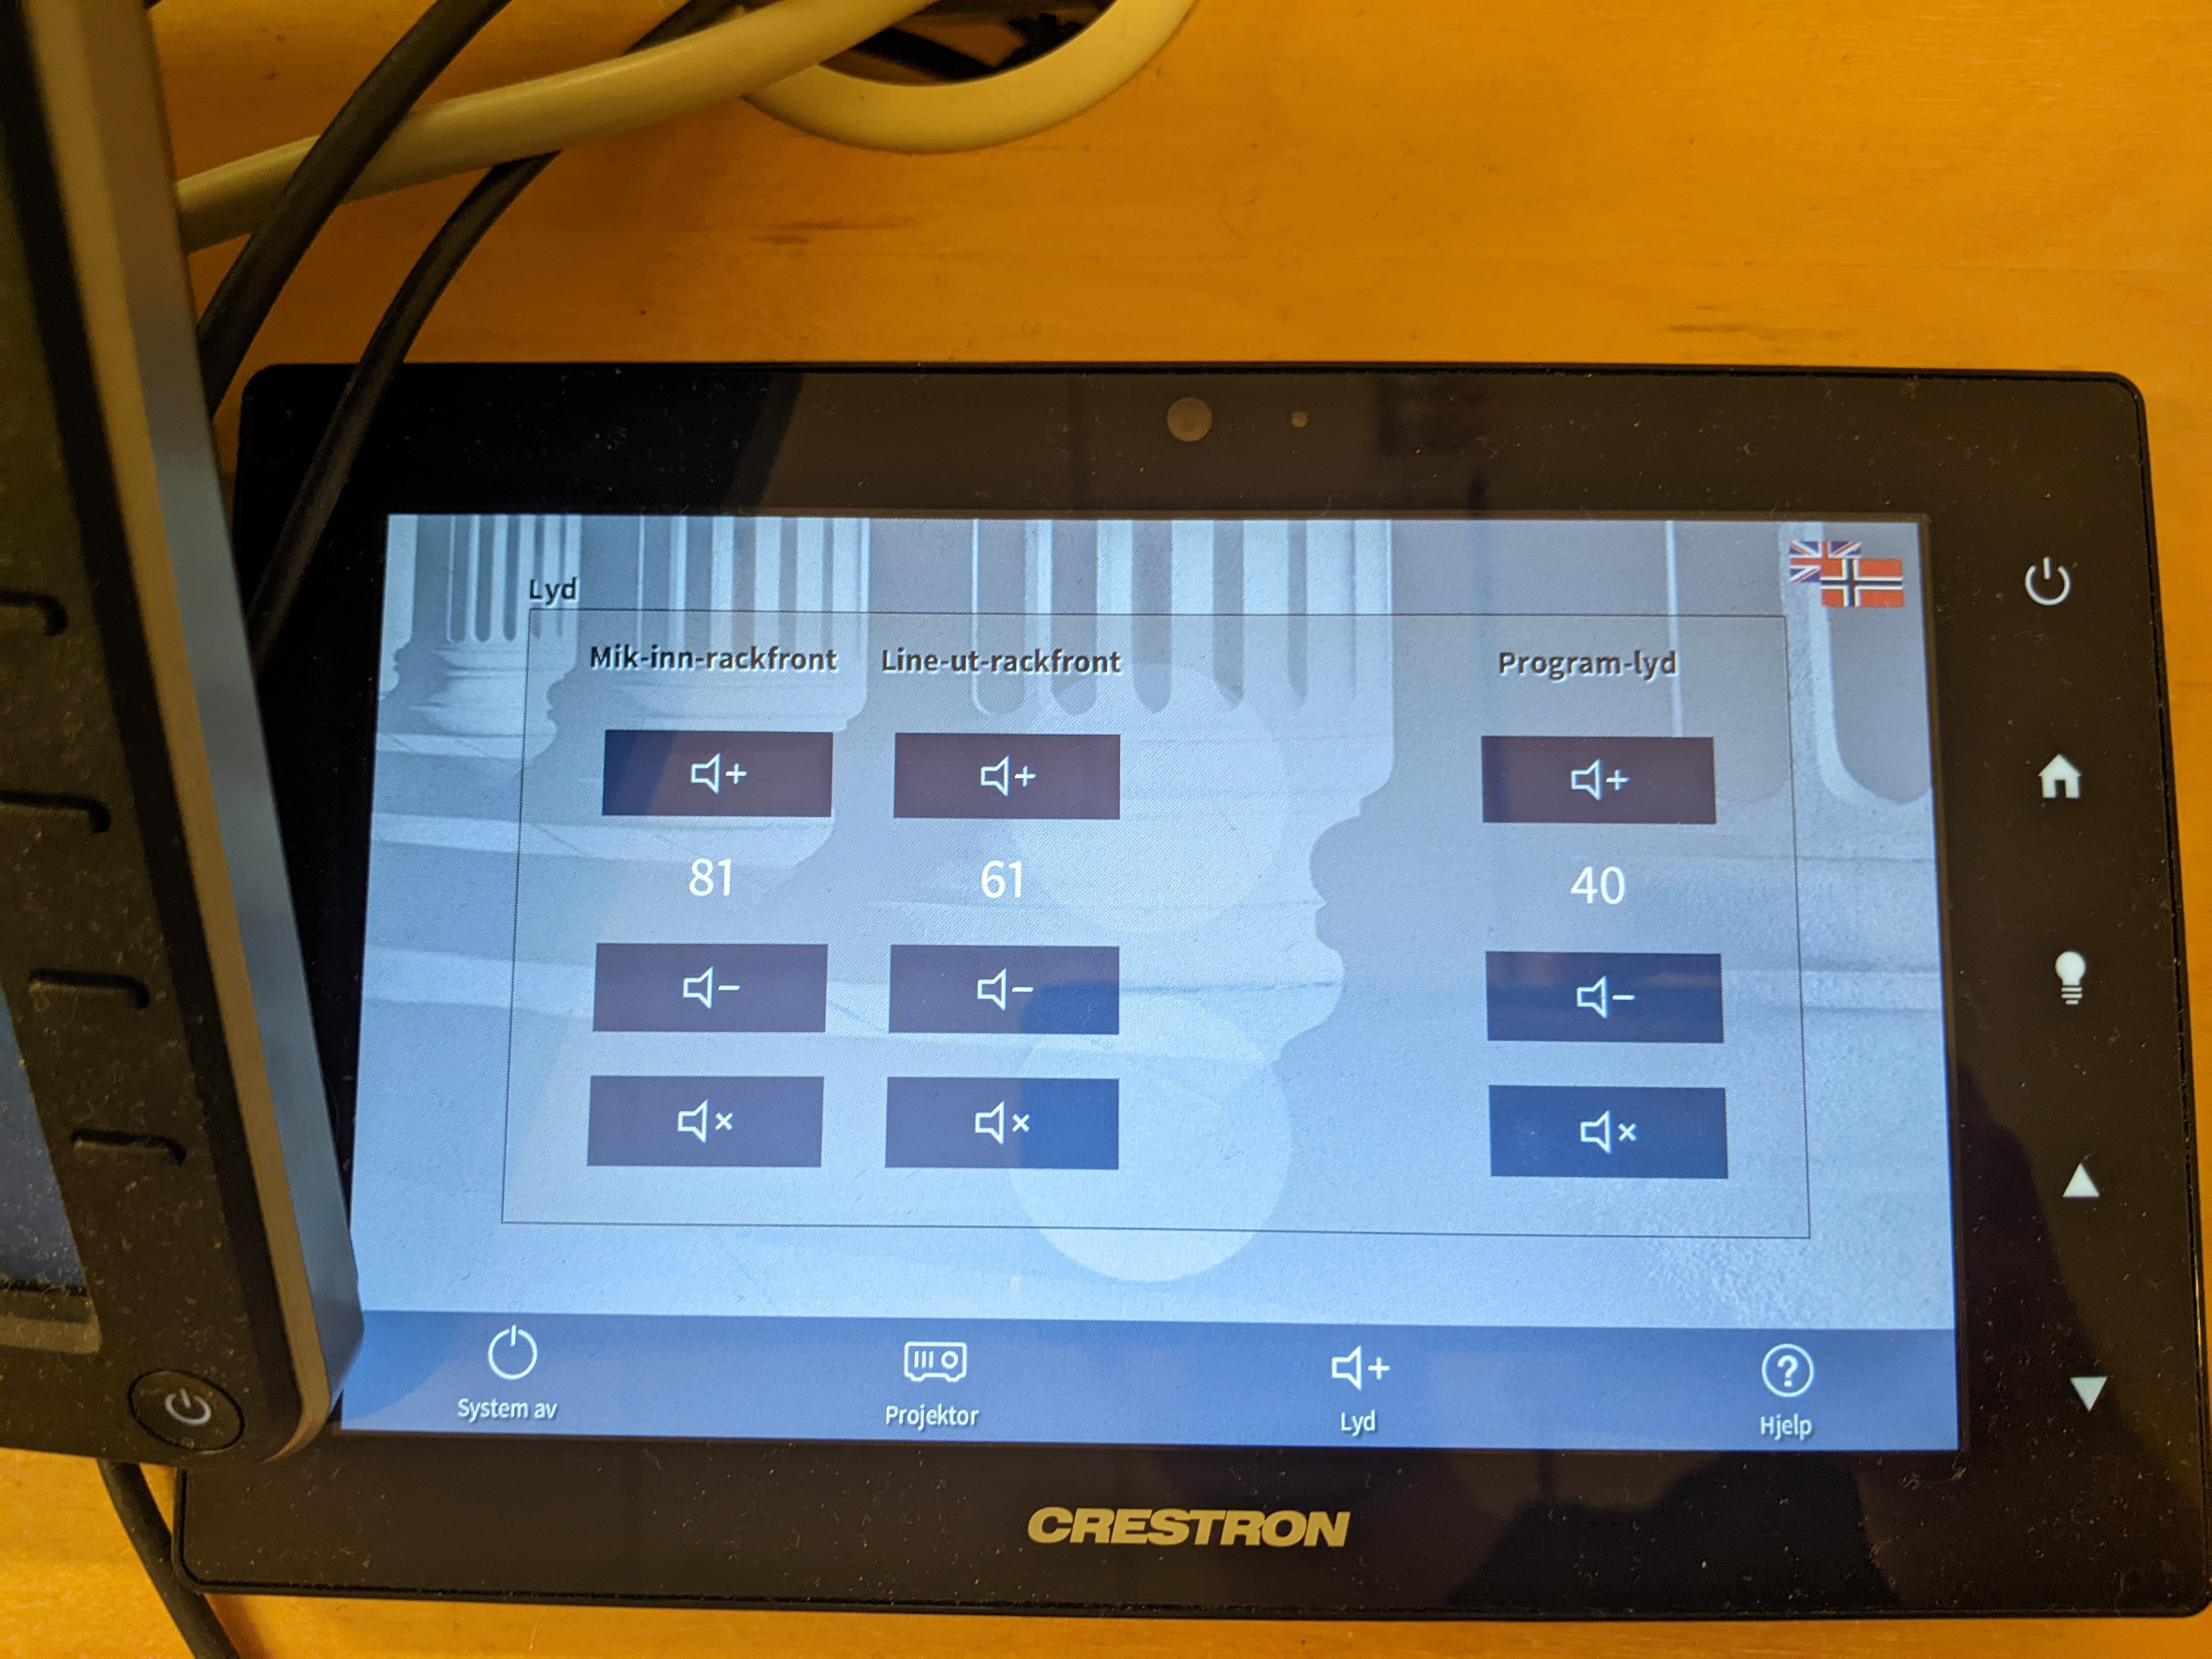 Lyd
Mik-inn-rackfront Line-ut-rackfront Program-lyd
81 61 40
System av Projektor Lyd Hjelp
CRESTRON